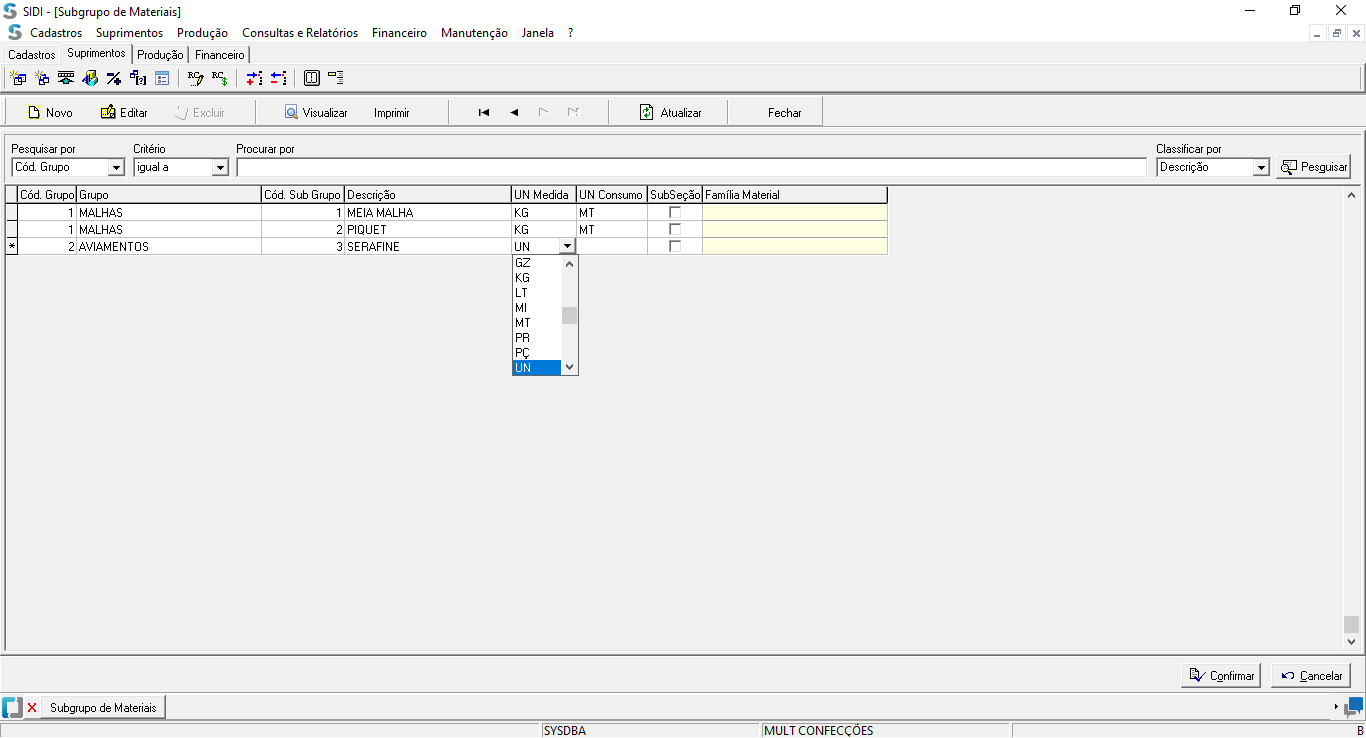 SIDI - [Subgrupo de Materiais]
Cadastros Suprimentos Produção Consultas e Relatórios Financeiro Manutenção Janela ?
Cadastros Suprimentos Produção Financeiro
Novo Editar Excluir Visualizar Imprimir Atualizar Fechar
Pesquisar por Critério Procurar por Classificar por
Cód. Grupo igual a Descrição Pesquisar
Cód. Grupo Grupo Cód. Sub Grupo Descrição UN Medida UN Consumo SubSeção Família Material
1 MALHAS 1 MEIA MALHA KG MT
1 MALHAS 2 PIQUET KG MT
* 2 AVIAMENTOS 3 SERAFINE UN
GZ
KG
LT
MI
MT
PR
PÇ
UN
Confirmar Cancelar
Subgrupo de Materiais
SYSDBA MULT CONFECÇÕES B